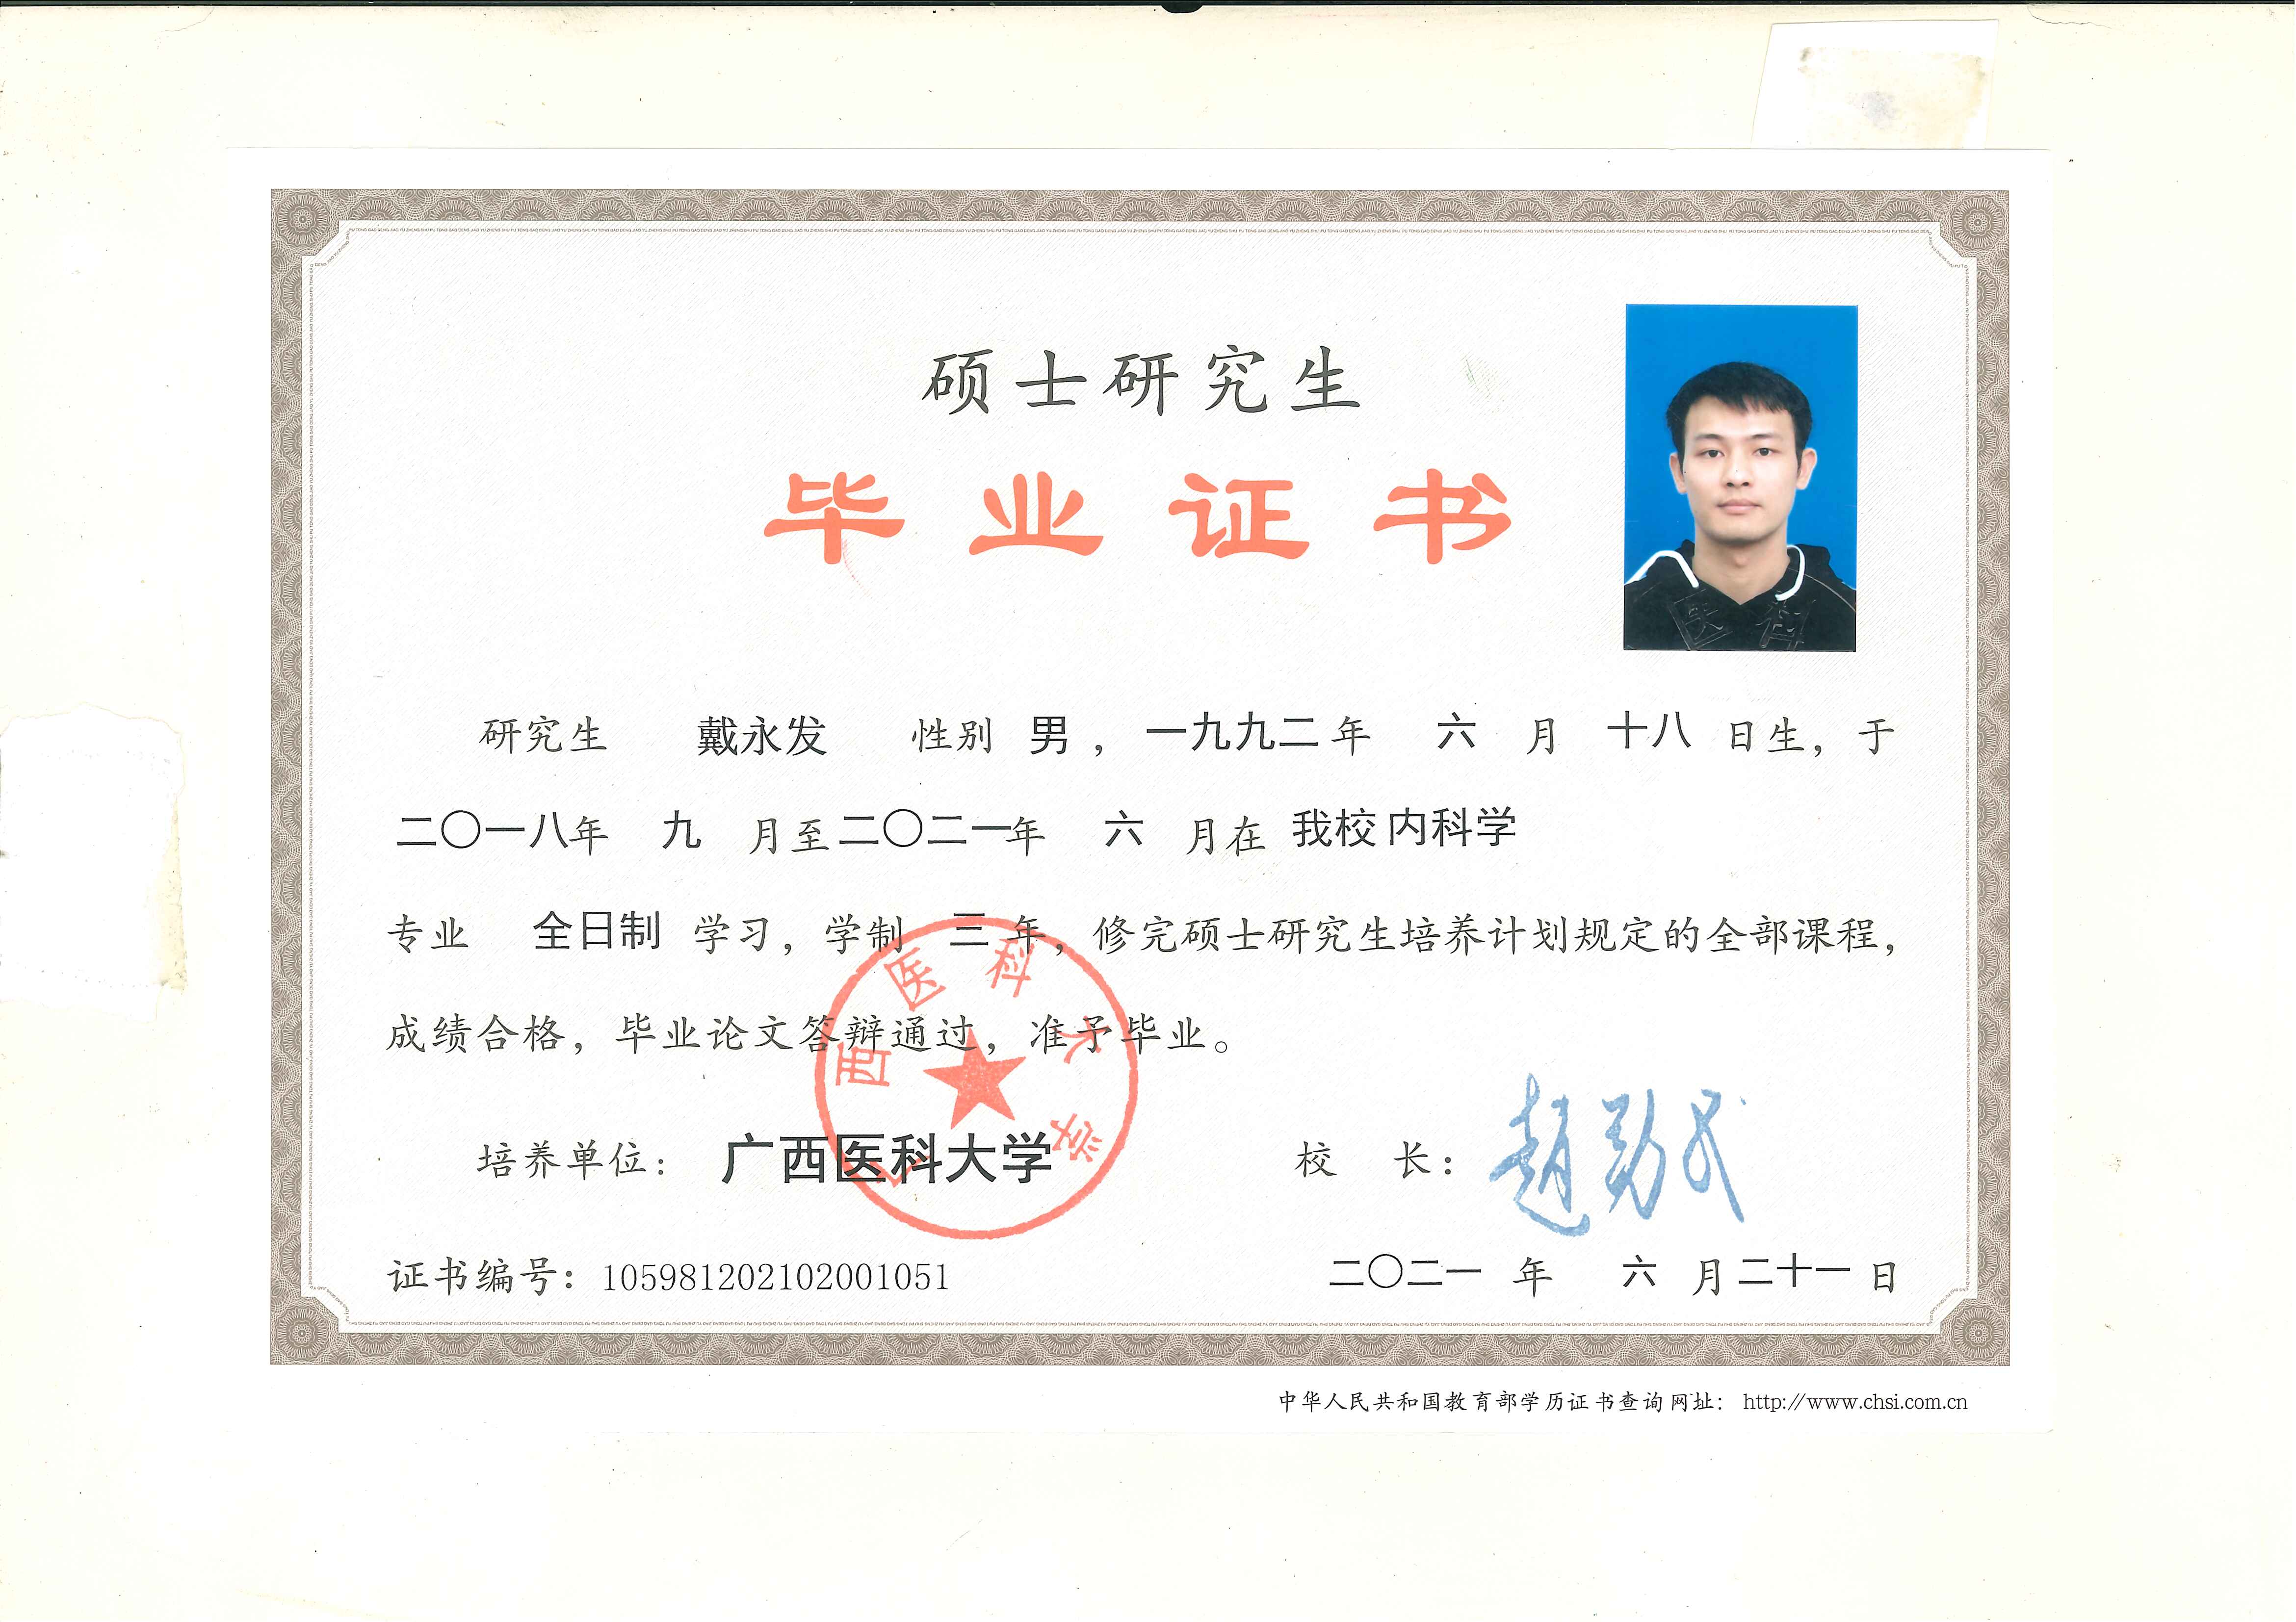 硕士研究生
毕业证书
研究生 戴永发 性别 男，一九九二年 六 月 十八 日生，于
二〇一八年 九 月至二〇二一年 六 月在 我校内科学
专业 全日制 学习，学制 三 年，修完硕士研究生培养计划规定的全部课程，
成绩合格，毕业论文答辩通过，准予毕业。
培养单位：广西医科大学
校 长：赵劲民
广西医科大学
证书编号：105981202102001051
二〇二一 年 六 月二十一 日
中华人民共和国教育部学历证书查询网址：http://www.chsi.com.cn
医科